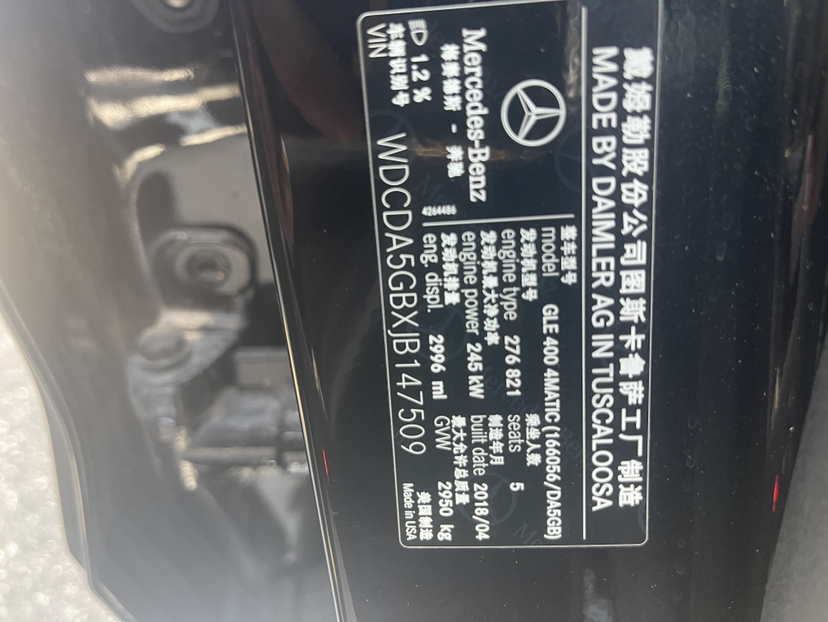 戴姆勒股份公司图斯卡鲁萨工厂制造
MADE BY DAIMLER AG IN TUSCALOOSA
Mercedes-Benz
梅赛德斯 - 奔驰
1.2 %
4264486
整车型号
model GLE 400 4MATIC (166056/DA5GB)
发动机型号 乘坐人数
engine type 276 821 seats 5
发动机最大净功率 制造年月
engine power 245 kW built date 2018/04
发动机排量 最大允许总质量
eng. displ. 2996 ml GVW 2950 kg
车辆识别号 美国制造
VIN WDCDA5GBXJB147509 Made in USA